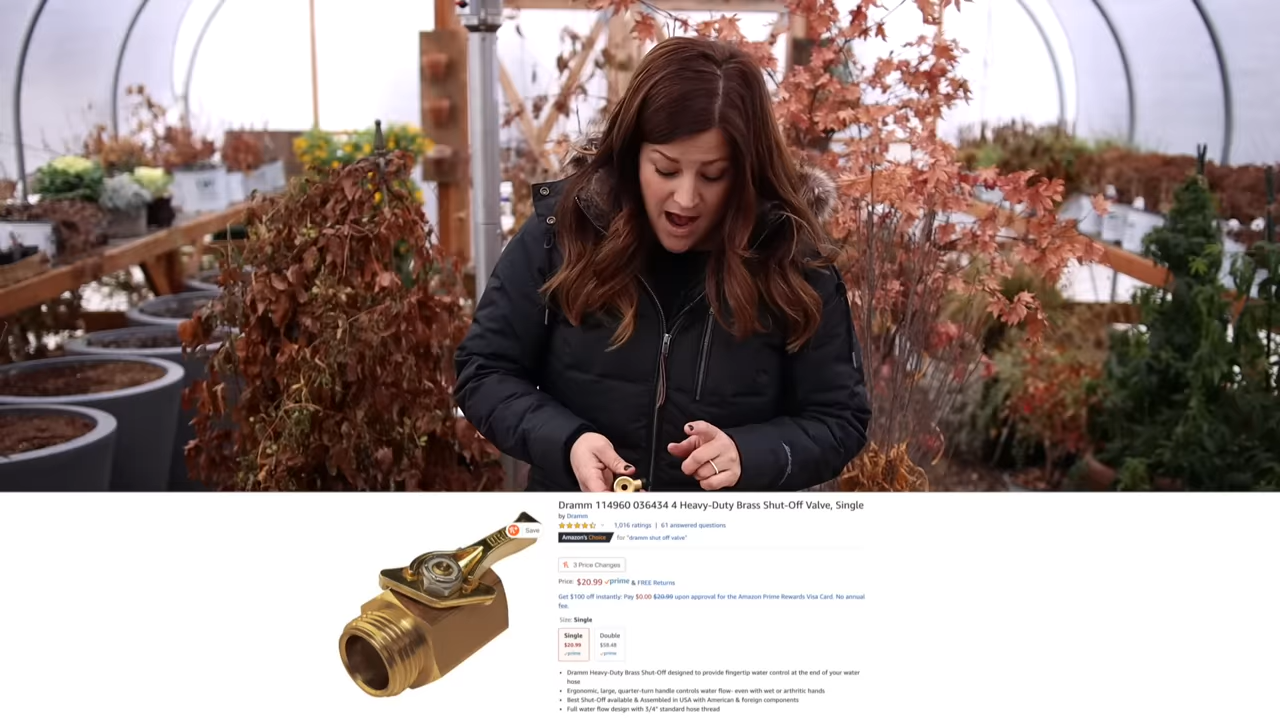 Dramm 114960 036434 4 Heavy-Duty Brass Shut-Off Valve, Single
by Dramm
1,016 ratings | 61 answered questions
Amazon's Choice for "dramm shut off valve"
Save
3 Price Changes
Price: $20.99 prime & FREE Returns
Get $100 off instantly: Pay $0.00 $20.99 upon approval for the Amazon Prime Rewards Visa Card. No annual
fee.
Size: Single
Single Double
$20.99 $38.48
prime prime
• Dramm Heavy-Duty Brass Shut-Off designed to provide fingertip water control at the end of your water
hose
• Ergonomic, large, quarter-turn handle controls water flow- even with wet or arthritic hands
• Best Shut-Off available & Assembled in USA with American & foreign components
• Full water flow design with 3/4" standard hose thread